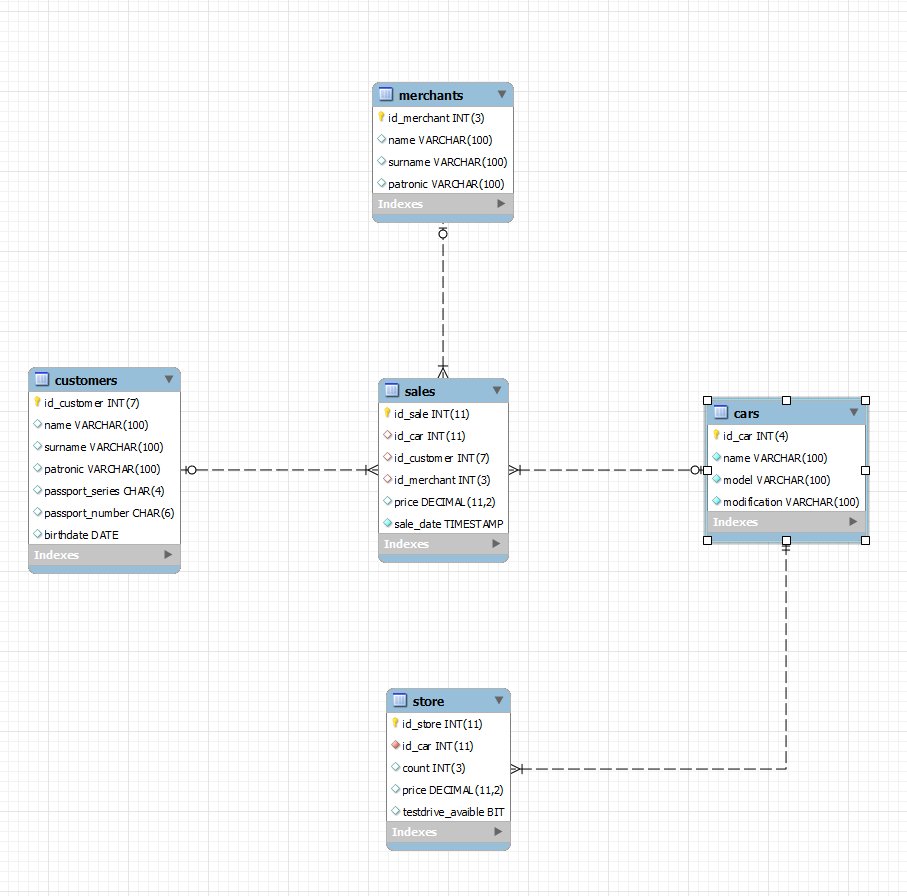 merchants
id_merchant INT(3)
name VARCHAR(100)
surname VARCHAR(100)
patronic VARCHAR(100)
Indexes
customers
id_customer INT(7)
name VARCHAR(100)
surname VARCHAR(100)
patronic VARCHAR(100)
passport_series CHAR(4)
passport_number CHAR(6)
birthdate DATE
Indexes
sales
id_sale INT(11)
id_car INT(11)
id_customer INT(7)
id_merchant INT(3)
price DECIMAL(11,2)
sale_date TIMESTAMP
Indexes
cars
id_car INT(4)
name VARCHAR(100)
model VARCHAR(100)
modification VARCHAR(100)
Indexes
store
id_store INT(11)
id_car INT(11)
count INT(3)
price DECIMAL(11,2)
testdrive_avaible BIT
Indexes